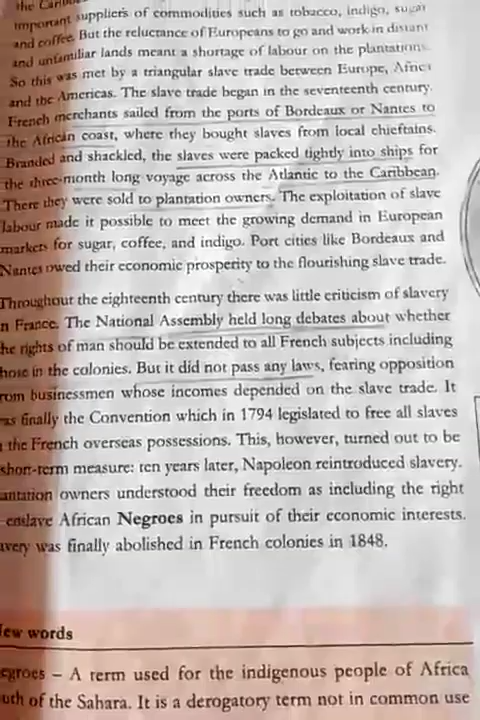 the Caribbe
important suppliers of commodities such as tobacco, indigo, sugar
and coffee. But the reluctance of Europeans to go and work in distant
and unfamiliar lands meant a shortage of labour on the plantations.
So this was met by a triangular slave trade between Europe, Africa
and the Americas. The slave trade began in the seventeenth century.
French merchants sailed from the ports of Bordeaux or Nantes to
the African coast, where they bought slaves from local chieftains.
Branded and shackled, the slaves were packed tightly into ships for
the three-month long voyage across the Atlantic to the Caribbean.
There they were sold to plantation owners. The exploitation of slave
labour made it possible to meet the growing demand in European
markets for sugar, coffee, and indigo. Port cities like Bordeaux and
Nantes owed their economic prosperity to the flourishing slave trade.
Throughout the eighteenth century there was little criticism of slavery
n France. The National Assembly held long debates about whether
he rights of man should be extended to all French subjects including
hose in the colonies. But it did not pass any laws, fearing opposition
rom businessmen whose incomes depended on the slave trade. It
as finally the Convention which in 1794 legislated to free all slaves
the French overseas possessions. This, however, turned out to be
short-term measure: ten years later, Napoleon reintroduced slavery.
antation owners understood their freedom as including the right
enslave African Negroes in pursuit of their economic interests.
avery was finally abolished in French colonies in 1848.
New words
egroes – A term used for the indigenous people of Africa
outh of the Sahara. It is a derogatory term not in common use